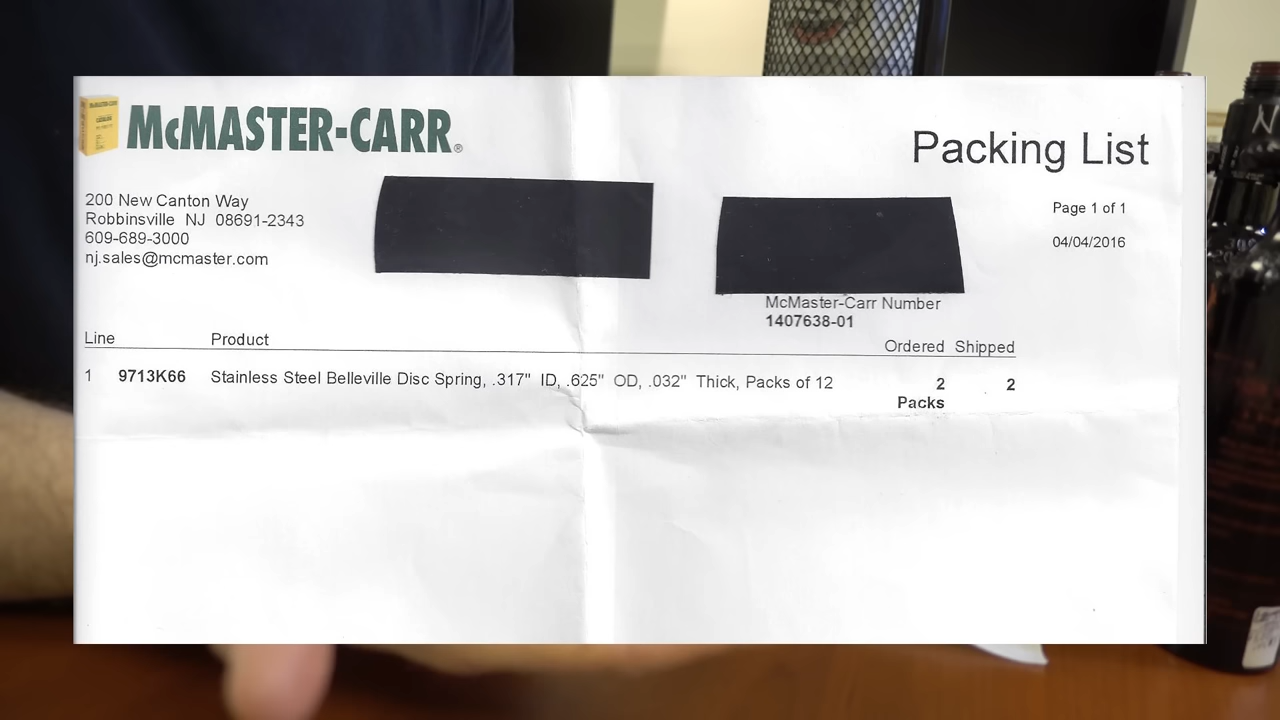 McMASTER-CARR®
Packing List
200 New Canton Way
Robbinsville NJ 08691-2343
609-689-3000
nj.sales@mcmaster.com
Page 1 of 1
04/04/2016
McMaster-Carr Number
1407638-01
Line Product Ordered Shipped
1 9713K66 Stainless Steel Belleville Disc Spring, .317" ID, .625" OD, .032" Thick, Packs of 12 2 2
Packs